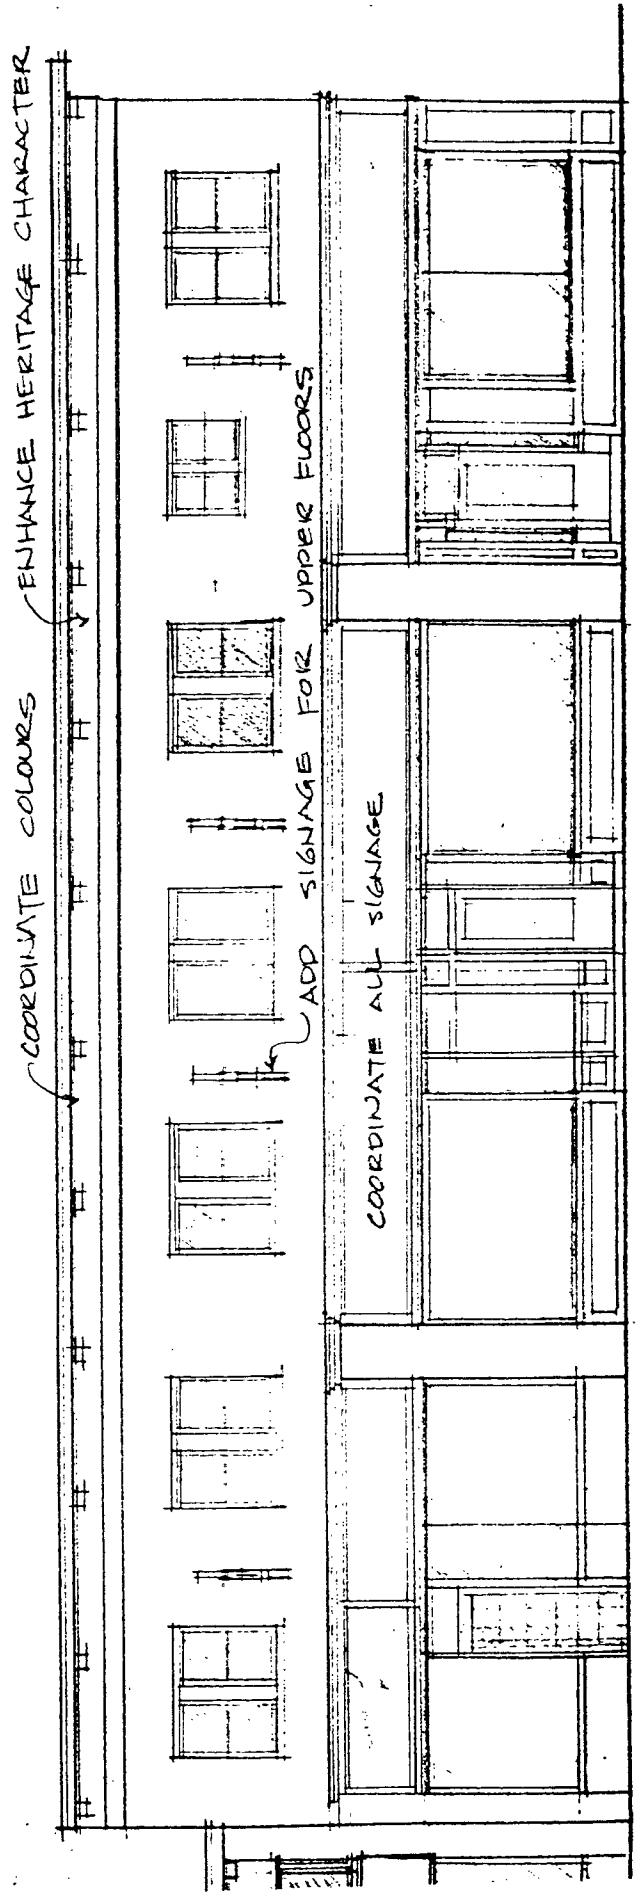 COORDINATE COLOURS
ENHANCE HERITAGE CHARACTER
ADD SIGNAGE FOR UPPER FLOORS
COORDINATE ALL SIGNAGE